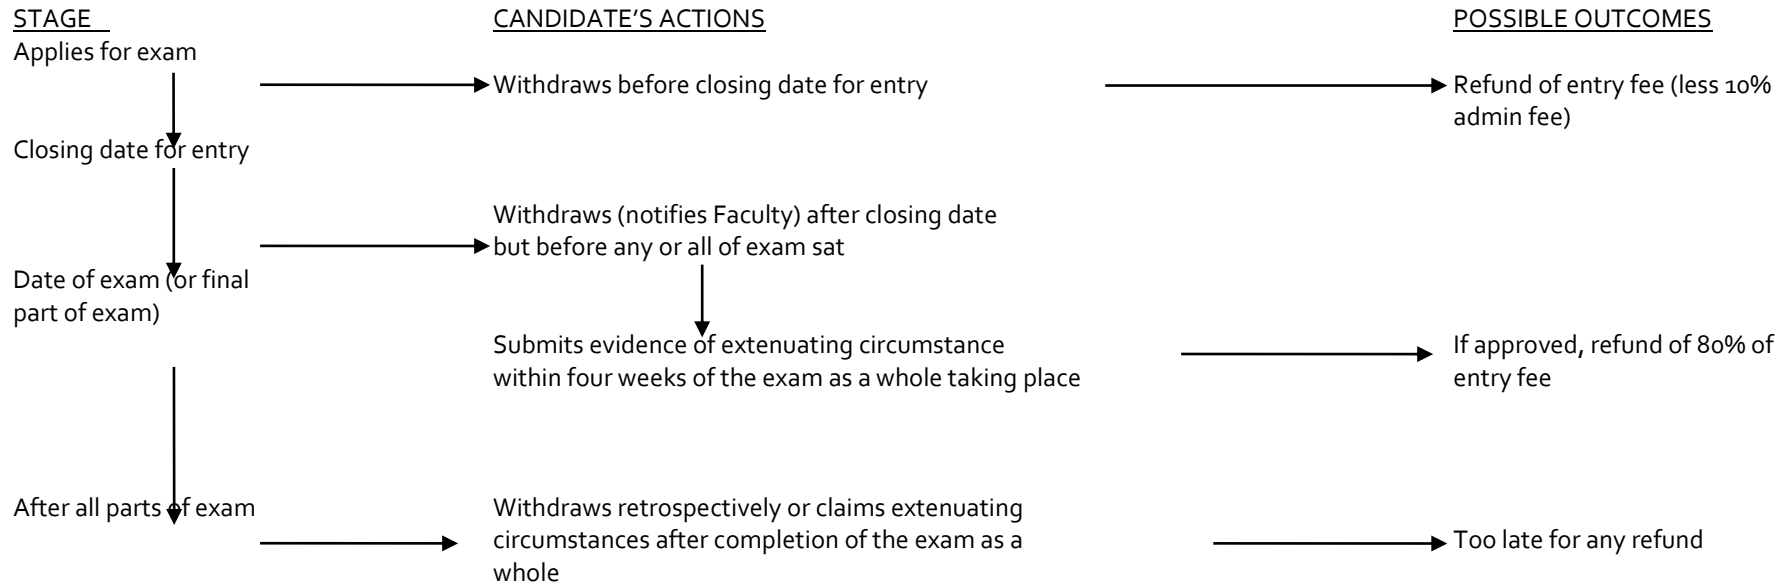 STAGE
CANDIDATE’S ACTIONS
POSSIBLE OUTCOMES
Applies for exam
Withdraws before closing date for entry
Refund of entry fee (less 10%
admin fee)
Closing date for entry
Withdraws (notifies Faculty) after closing date
but before any or all of exam sat
Date of exam (or final
part of exam)
Submits evidence of extenuating circumstance
within four weeks of the exam as a whole taking place
If approved, refund of 80% of
entry fee
After all parts of exam
Withdraws retrospectively or claims extenuating
circumstances after completion of the exam as a
whole
Too late for any refund